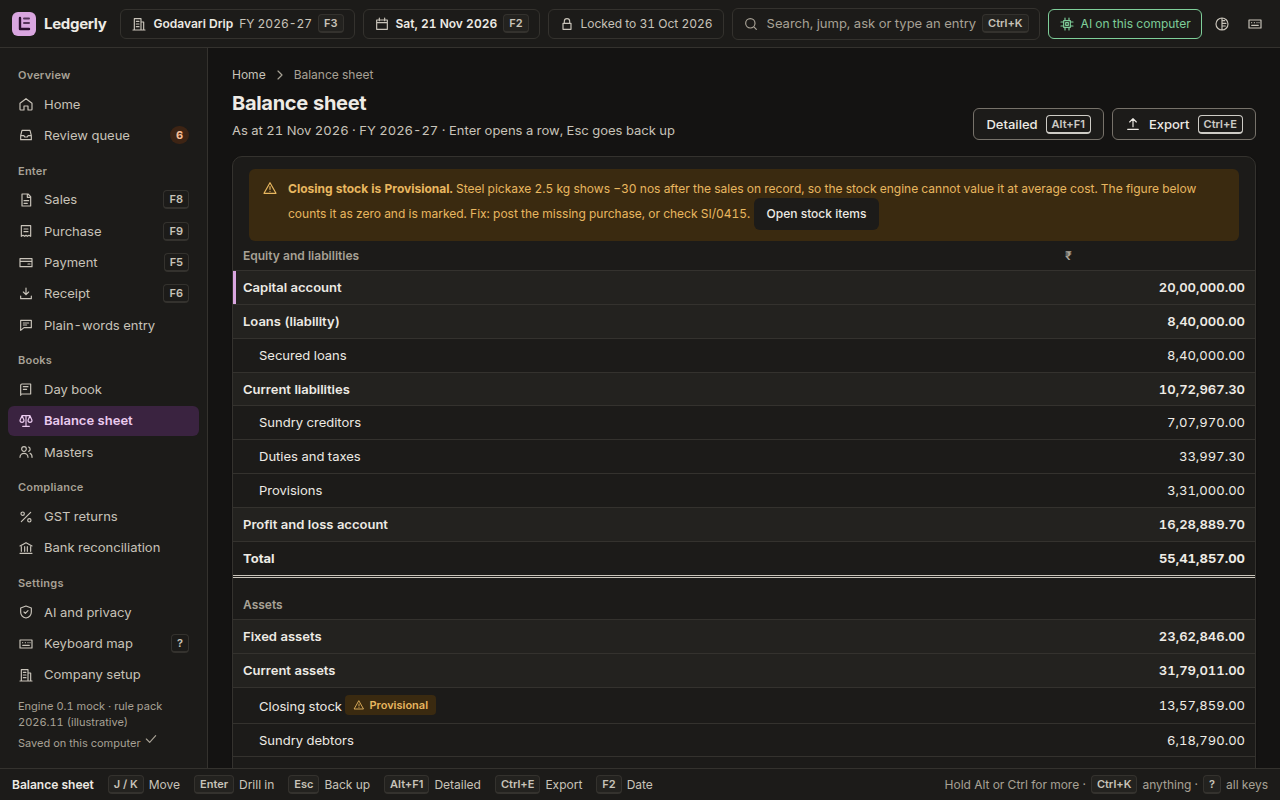 Ledgerly
Godavari Drip FY 2026-27 F3
Sat, 21 Nov 2026 F2
Locked to 31 Oct 2026
Search, jump, ask or type an entry Ctrl+K
AI on this computer
Overview
Home
Review queue 6
Enter
Sales F8
Purchase F9
Payment F5
Receipt F6
Plain-words entry
Books
Day book
Balance sheet
Masters
Compliance
GST returns
Bank reconciliation
Settings
AI and privacy
Keyboard map ?
Company setup
Engine 0.1 mock · rule pack
2026.11 (illustrative)
Saved on this computer
Home > Balance sheet
Balance sheet
As at 21 Nov 2026 · FY 2026-27 · Enter opens a row, Esc goes back up
Detailed Alt+F1
Export Ctrl+E
Closing stock is Provisional. Steel pickaxe 2.5 kg shows −30 nos after the sales on record, so the stock engine cannot value it at average cost. The figure below
counts it as zero and is marked. Fix: post the missing purchase, or check SI/0415. Open stock items
Equity and liabilities ₹
Capital account 20,00,000.00
Loans (liability) 8,40,000.00
Secured loans 8,40,000.00
Current liabilities 10,72,967.30
Sundry creditors 7,07,970.00
Duties and taxes 33,997.30
Provisions 3,31,000.00
Profit and loss account 16,28,889.70
Total 55,41,857.00
Assets
Fixed assets 23,62,846.00
Current assets 31,79,011.00
Closing stock Provisional 13,57,859.00
Sundry debtors 6,18,790.00
Balance sheet J / K Move Enter Drill in Esc Back up Alt+F1 Detailed Ctrl+E Export F2 Date
Hold Alt or Ctrl for more · Ctrl+K anything · ? all keys